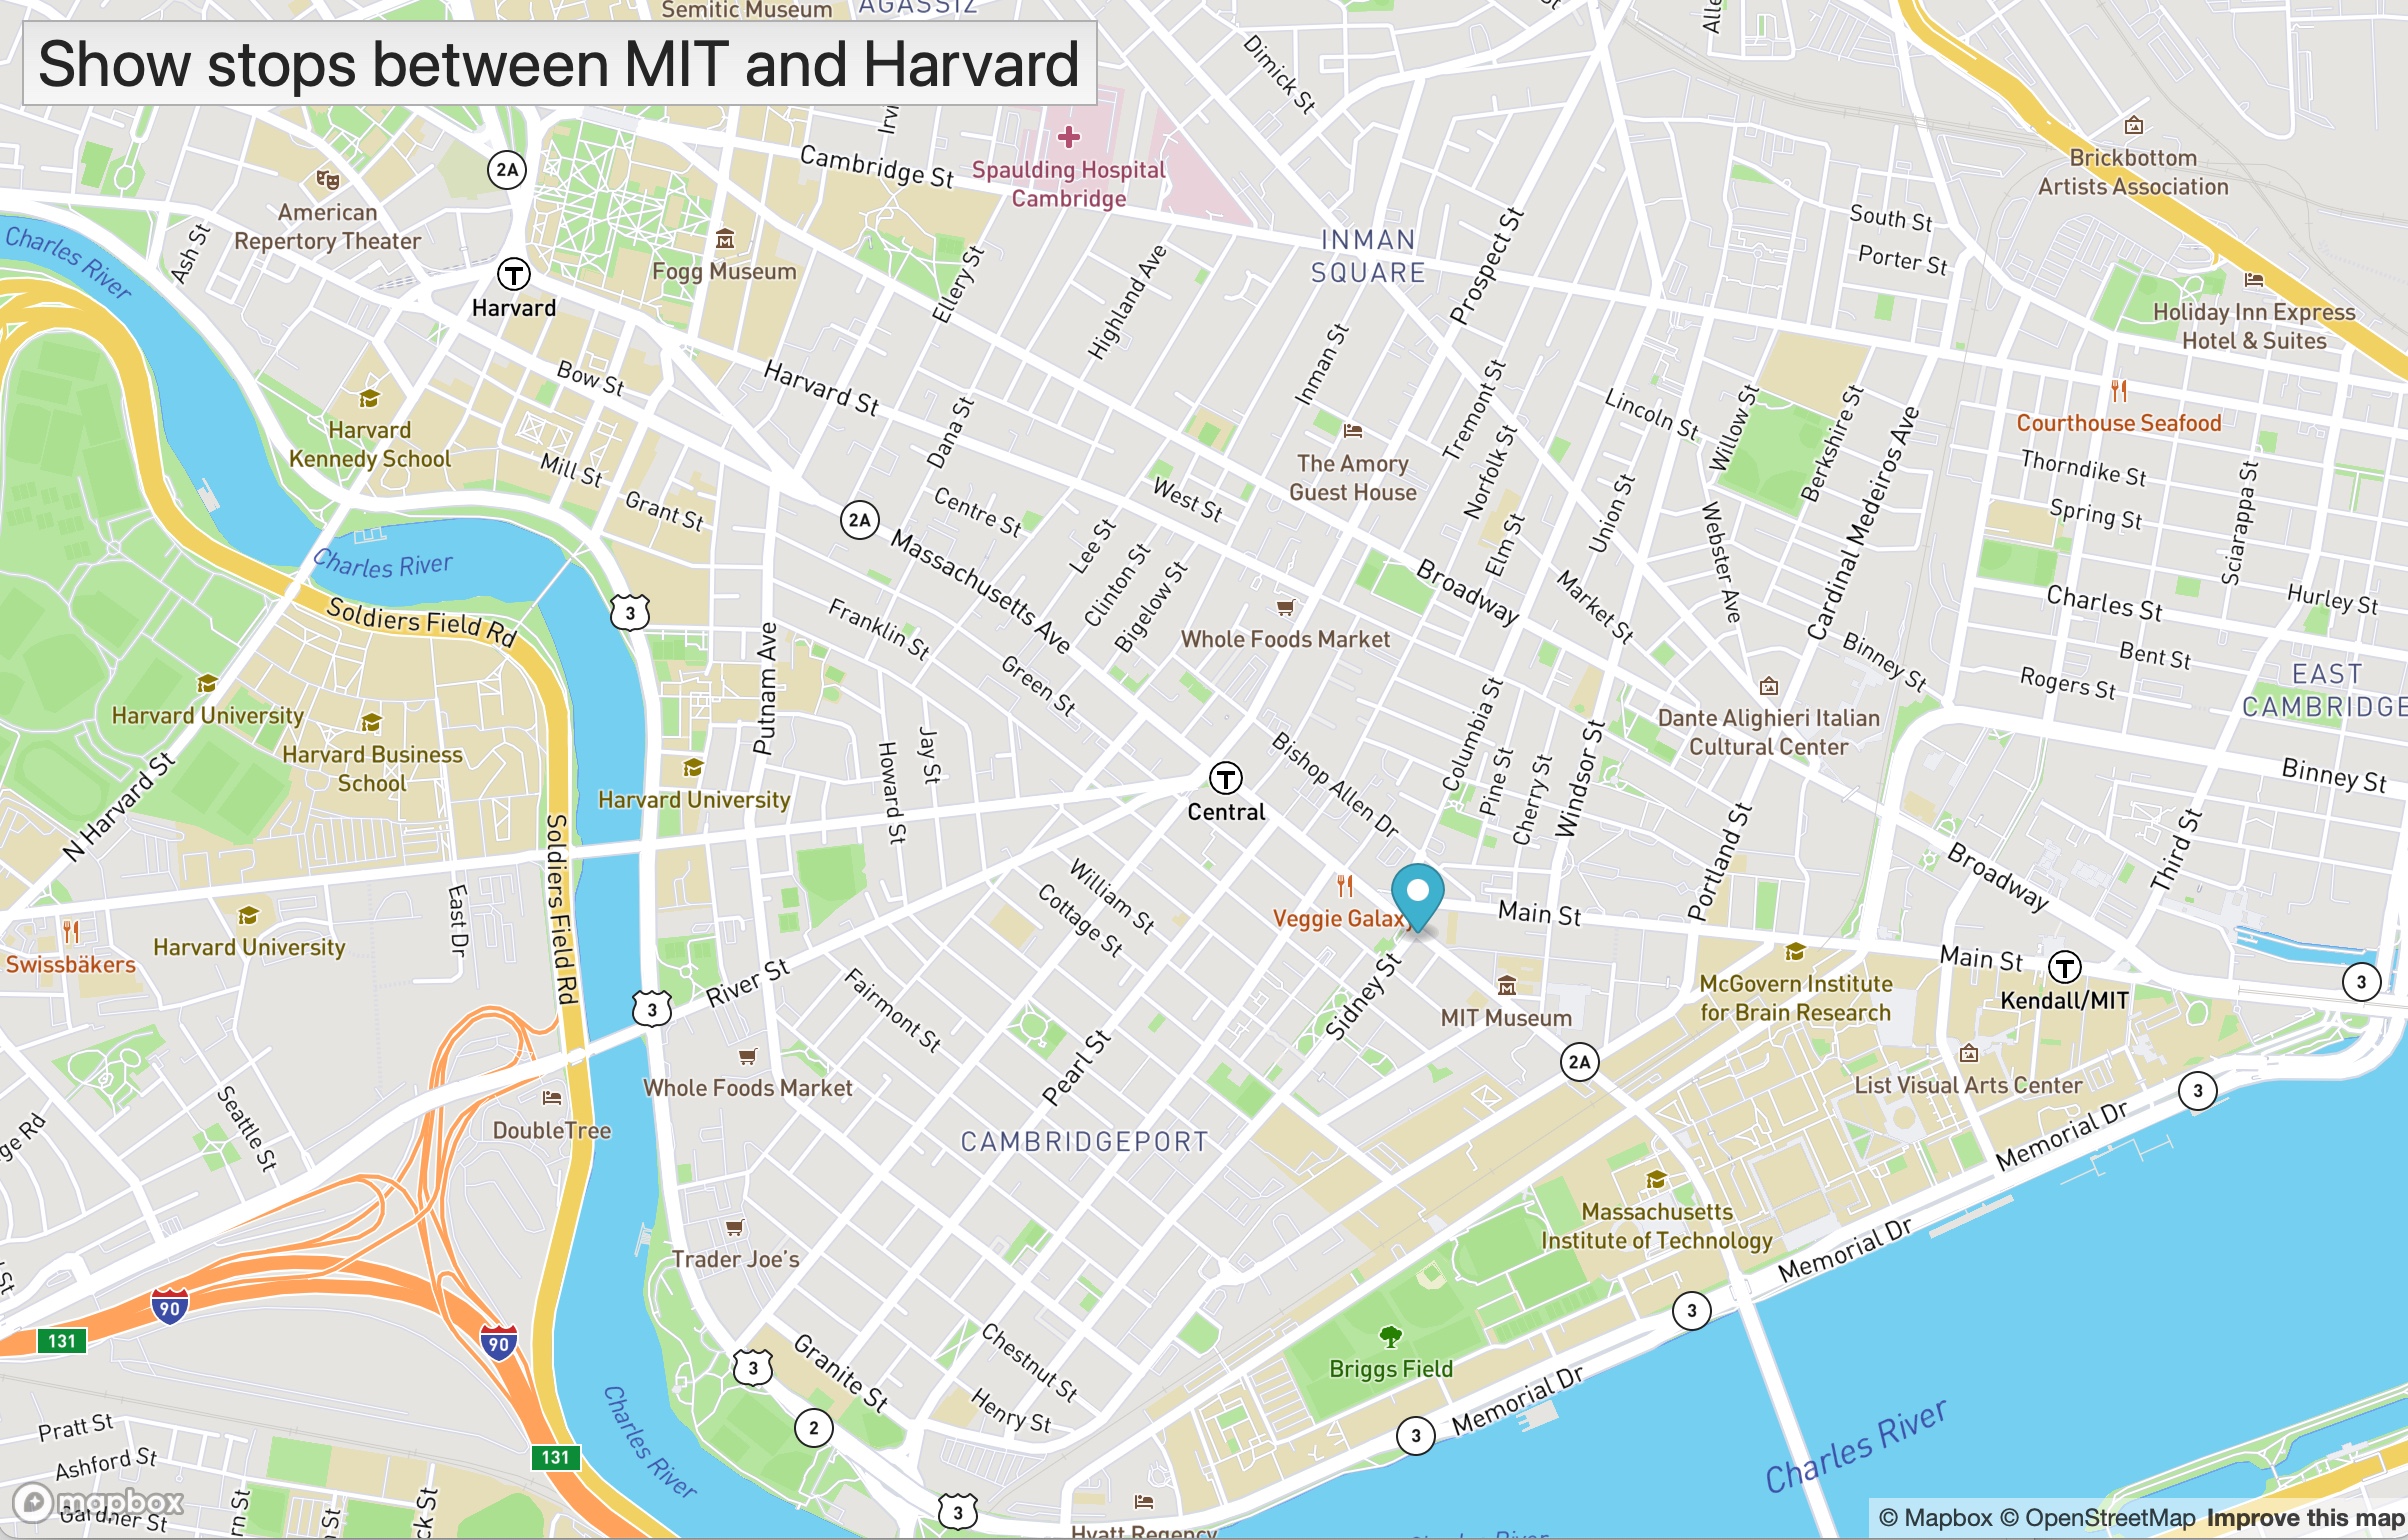 Semitic Museum
AGASSIZ
Show stops between MIT and Harvard
Dimick St
Cambridge St
Spaulding Hospital
Cambridge
2A
American
Repertory Theater
Ash St
Charles River
Harvard
Fogg Museum
Ellery St
Highland Ave
INMAN
SQUARE
Prospect St
South St
Porter St
Brickbottom
Artists Association
Holiday Inn Express
Hotel & Suites
Courthouse Seafood
Bow St
Harvard St
Dana St
Inman St
Tremont St
Norfolk St
Lincoln St
Willow St
Berkshire St
Cardinal Medeiros Ave
Thorndike St
Spring St
Sciarappa St
Harvard
Kennedy School
Mill St
Grant St
2A
Centre St
West St
The Amory
Guest House
Elm St
Union St
Webster Ave
Charles River
Soldiers Field Rd
3
Massachusetts Ave
Lee St
Clinton St
Bigelow St
Whole Foods Market
Broadway
Market St
Binney St
Charles St
Hurley St
Bent St
Rogers St
EAST
CAMBRIDGE
Franklin St
Green St
Putnam Ave
Harvard University
Harvard Business
School
N Harvard St
Harvard University
Howard St
Jay St
Central
Bishop Allen Dr
Columbia St
Pine St
Cherry St
Windsor St
Dante Alighieri Italian
Cultural Center
Portland St
Binney St
Third St
Broadway
Soldiers Field Rd
East Dr
Harvard University
Swissbäkers
William St
Cottage St
Veggie Galaxy
Main St
Main St
Kendall/MIT
3
McGovern Institute
for Brain Research
3
River St
Fairmont St
Pearl St
Sidney St
MIT Museum
2A
List Visual Arts Center
3
Memorial Dr
Whole Foods Market
DoubleTree
Seattle St
CAMBRIDGEPORT
Massachusetts
Institute of Technology
Memorial Dr
Trader Joe's
90
131
90
3
Granite St
Chestnut St
Henry St
Briggs Field
3
Memorial Dr
3
2
Charles River
Charles River
Pratt St
Ashford St
131
mapbox
Gardner St
3
Hyatt Regency
Charles River
© Mapbox © OpenStreetMap Improve this map